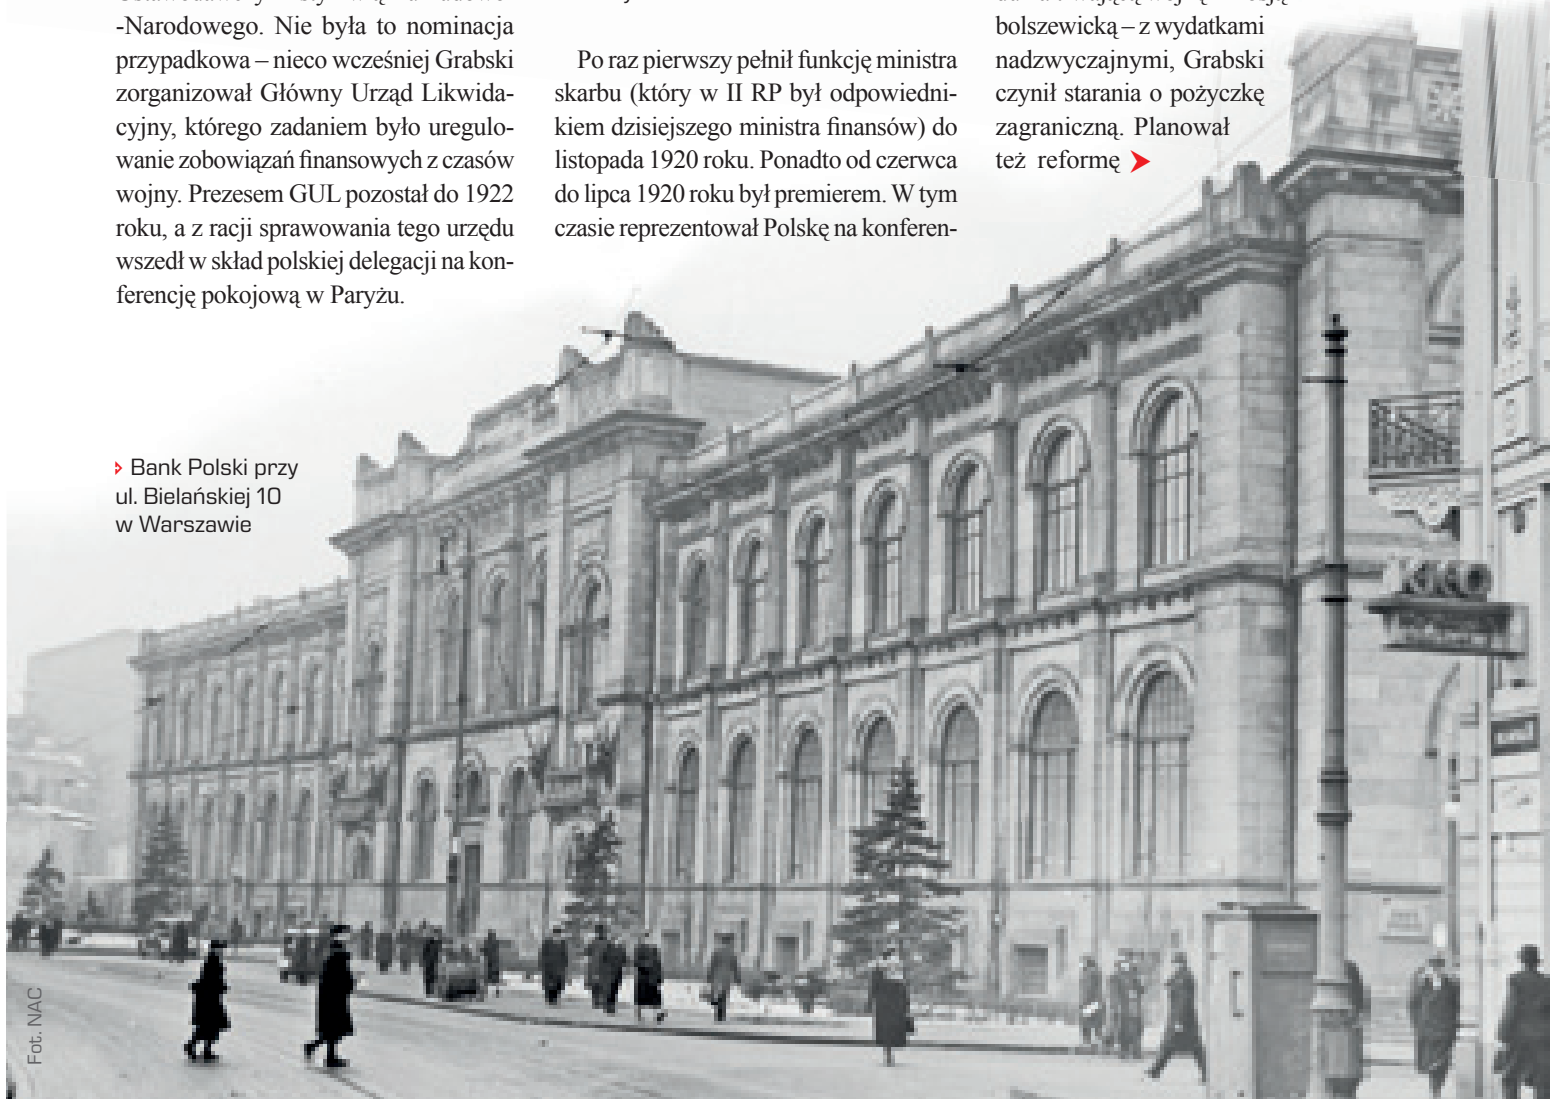 -Narodowego. Nie była to nominacja
przypadkowa – nieco wcześniej Grabski
zorganizował Główny Urząd Likwida-
cyjny, którego zadaniem było uregulo-
wanie zobowiązań finansowych z czasów
wojny. Prezesem GUL pozostał do 1922
roku, a z racji sprawowania tego urzędu
wszedł w skład polskiej delegacji na kon-
ferencję pokojową w Paryżu.
Po raz pierwszy pełnił funkcję ministra
skarbu (który w II RP był odpowiedni-
kiem dzisiejszego ministra finansów) do
listopada 1920 roku. Ponadto od czerwca
do lipca 1920 roku był premierem. W tym
czasie reprezentował Polskę na konferen-
bolszewicką – z wydatkami
nadzwyczajnymi, Grabski
czynił starania o pożyczkę
zagraniczną. Planował
też reformę
Bank Polski przy
ul. Bielańskiej 10
w Warszawie
Fot. NAC